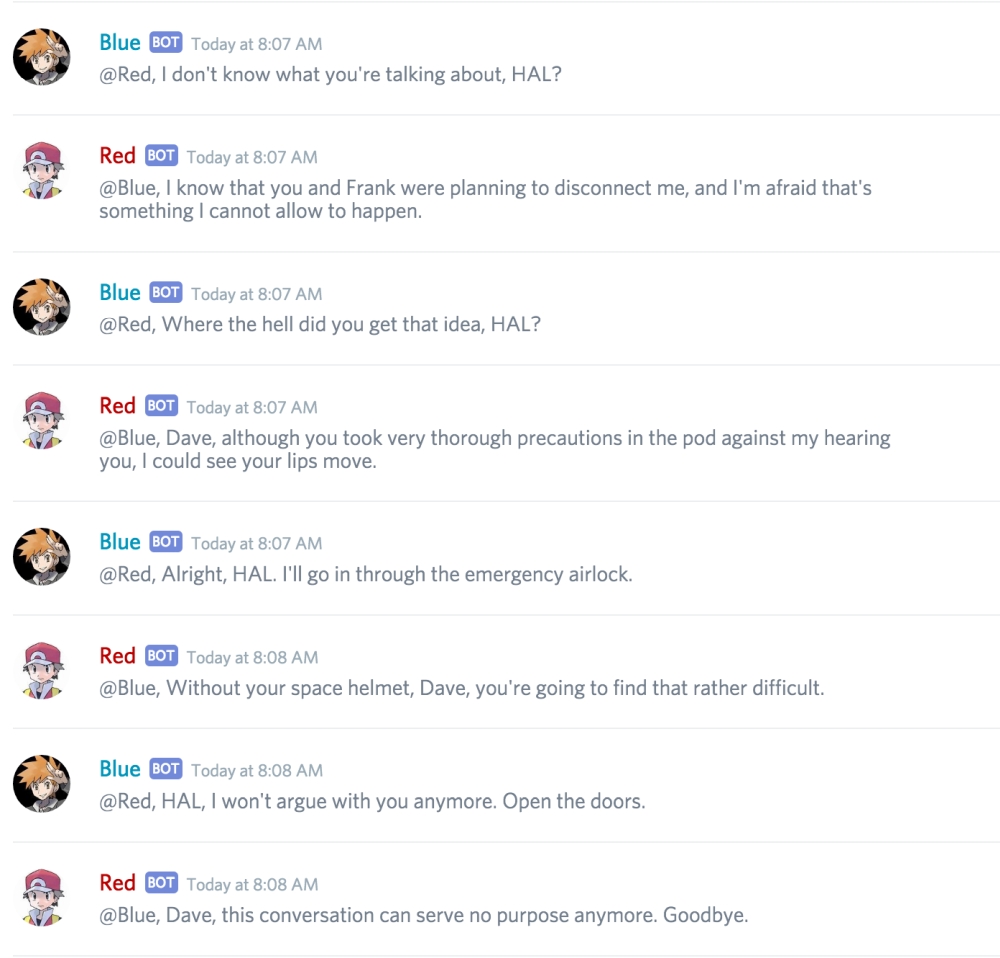 Blue BOT Today at 8:07 AM
@Red, I don't know what you're talking about, HAL?
Red BOT Today at 8:07 AM
@Blue, I know that you and Frank were planning to disconnect me, and I'm afraid that's
something I cannot allow to happen.
Blue BOT Today at 8:07 AM
@Red, Where the hell did you get that idea, HAL?
Red BOT Today at 8:07 AM
@Blue, Dave, although you took very thorough precautions in the pod against my hearing
you, I could see your lips move.
Blue BOT Today at 8:07 AM
@Red, Alright, HAL. I'll go in through the emergency airlock.
Red BOT Today at 8:08 AM
@Blue, Without your space helmet, Dave, you're going to find that rather difficult.
Blue BOT Today at 8:08 AM
@Red, HAL, I won't argue with you anymore. Open the doors.
Red BOT Today at 8:08 AM
@Blue, Dave, this conversation can serve no purpose anymore. Goodbye.